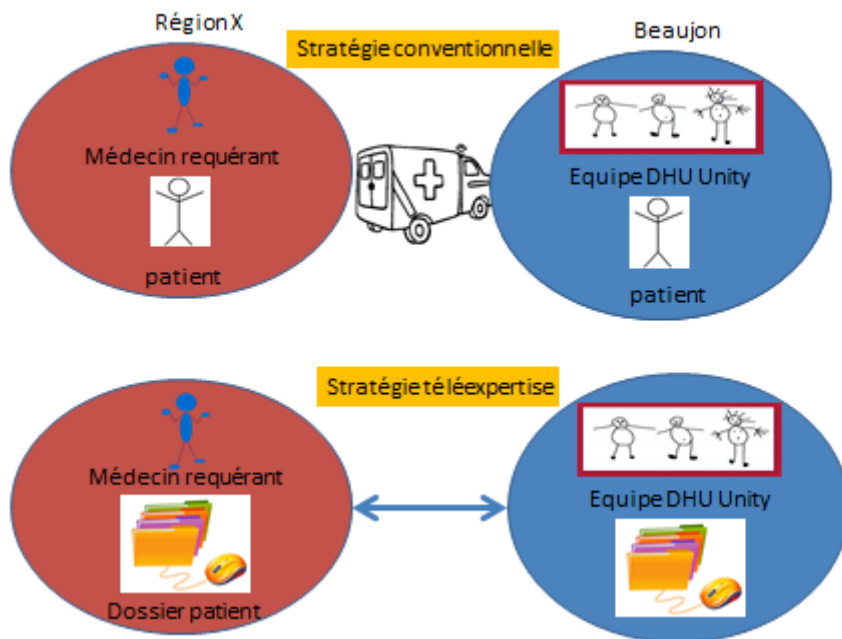 Région X
Stratégie conventionnelle
Beaujon
Médecin requérant
Equipe DHU Unity
patient
patient
Stratégie téléexpertise
Médecin requérant
Equipe DHU Unity
Dossier patient